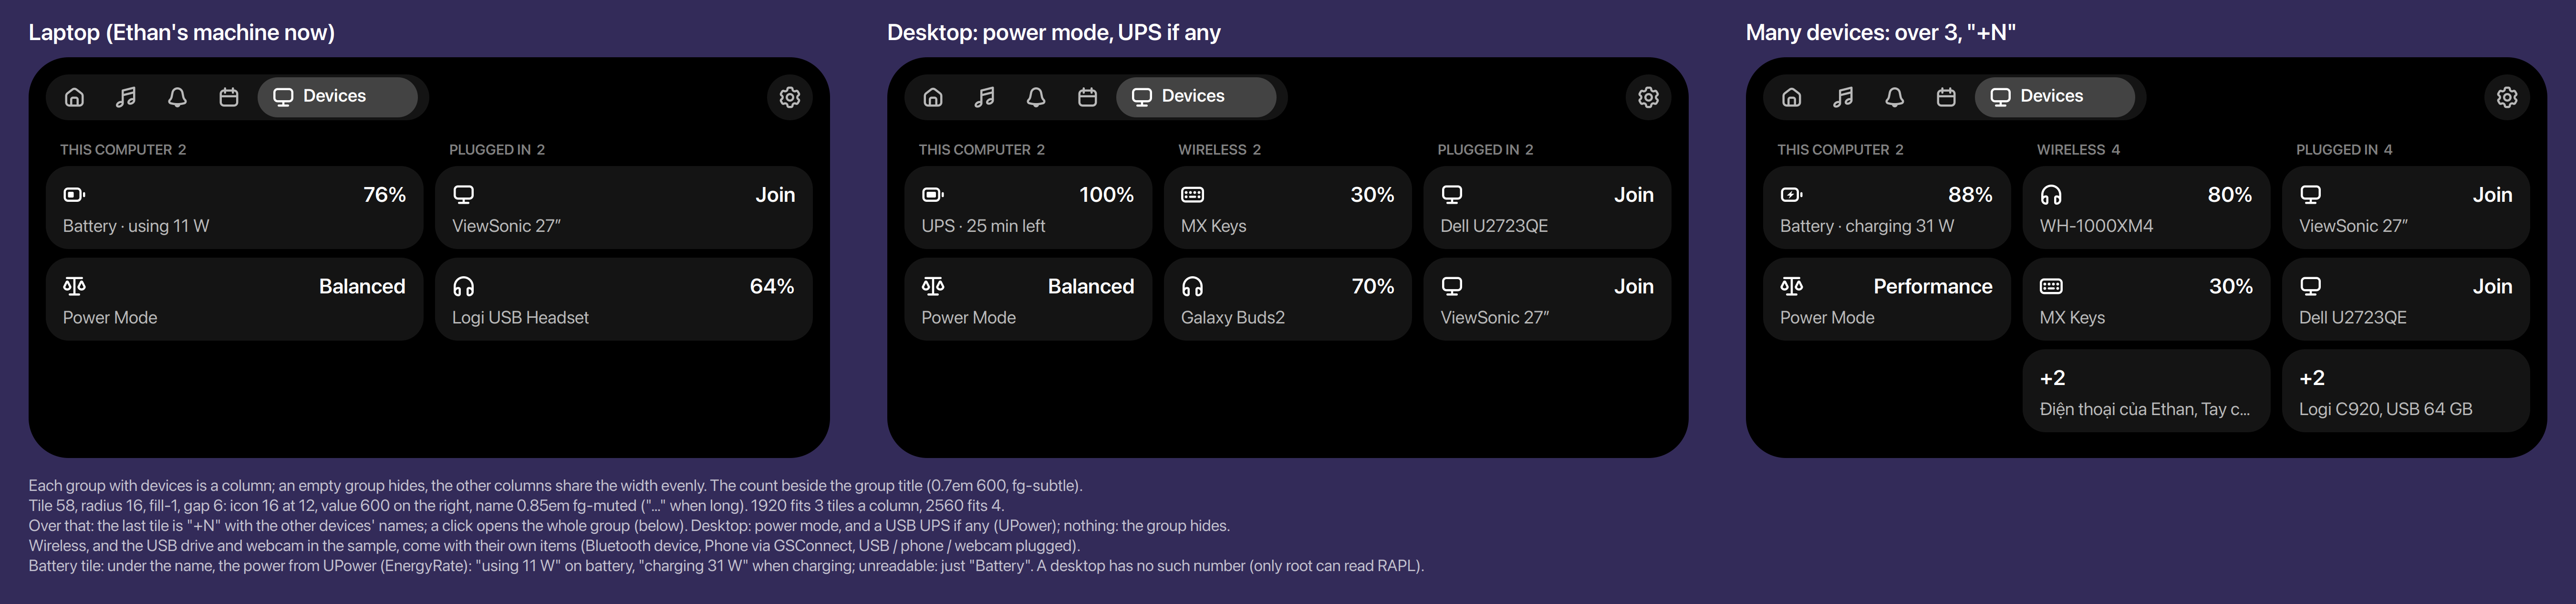 Laptop (Ethan's machine now)
Devices
THIS COMPUTER 2
PLUGGED IN 2
76%
Battery · using 11 W
Join
ViewSonic 27″
Balanced
Power Mode
64%
Logi USB Headset
Desktop: power mode, UPS if any
Devices
THIS COMPUTER 2
WIRELESS 2
PLUGGED IN 2
100%
UPS · 25 min left
30%
MX Keys
Join
Dell U2723QE
Balanced
Power Mode
70%
Galaxy Buds2
Join
ViewSonic 27″
Many devices: over 3, "+N"
Devices
THIS COMPUTER 2
WIRELESS 4
PLUGGED IN 4
88%
Battery · charging 31 W
80%
WH-1000XM4
Join
ViewSonic 27″
Performance
Power Mode
30%
MX Keys
Join
Dell U2723QE
+2
Điện thoại của Ethan, Tay c...
+2
Logi C920, USB 64 GB
Each group with devices is a column; an empty group hides, the other columns share the width evenly. The count beside the group title (0.7em 600, fg-subtle).
Tile 58, radius 16, fill-1, gap 6: icon 16 at 12, value 600 on the right, name 0.85em fg-muted ("..." when long). 1920 fits 3 tiles a column, 2560 fits 4.
Over that: the last tile is "+N" with the other devices' names; a click opens the whole group (below). Desktop: power mode, and a USB UPS if any (UPower); nothing: the group hides.
Wireless, and the USB drive and webcam in the sample, come with their own items (Bluetooth device, Phone via GSConnect, USB / phone / webcam plugged).
Battery tile: under the name, the power from UPower (EnergyRate): "using 11 W" on battery, "charging 31 W" when charging; unreadable: just "Battery". A desktop has no such number (only root can read RAPL).